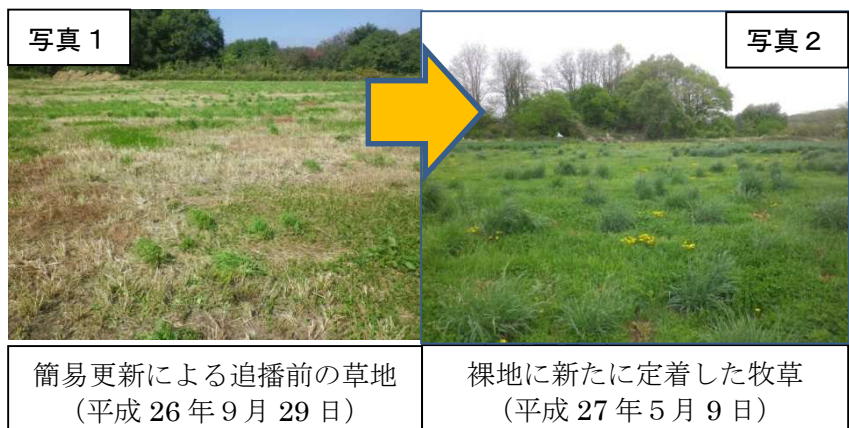 写真１
写真２
簡易更新による追播前の草地
（平成 26 年９月 29 日）
裸地に新たに定着した牧草
（平成 27 年５月 9 日）